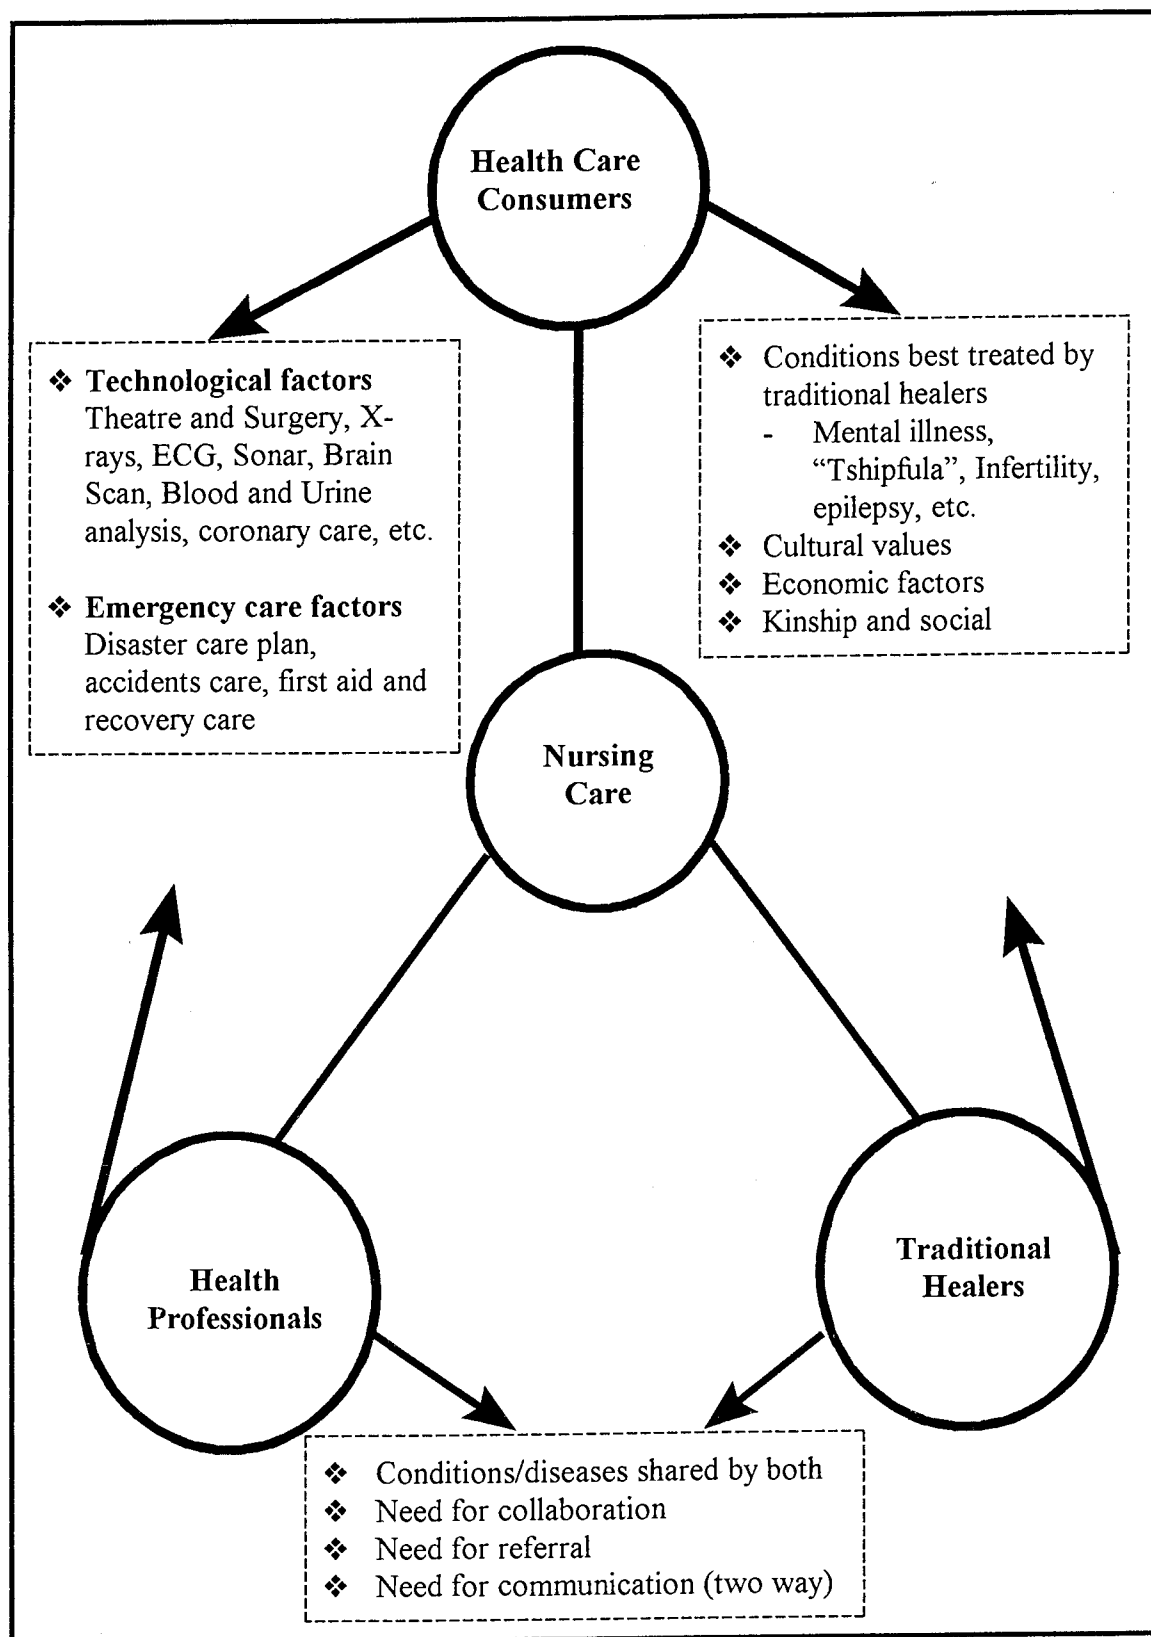 Health Care
Consumers
❖ Technological factors
Theatre and Surgery, X-
rays, ECG, Sonar, Brain
Scan, Blood and Urine
analysis, coronary care, etc.
❖ Emergency care factors
Disaster care plan,
accidents care, first aid and
recovery care
❖ Conditions best treated by
traditional healers
- Mental illness,
“Tshipfula”, Infertility,
epilepsy, etc.
❖ Cultural values
❖ Economic factors
❖ Kinship and social
Nursing
Care
Health
Professionals
Traditional
Healers
❖ Conditions/diseases shared by both
❖ Need for collaboration
❖ Need for referral
❖ Need for communication (two way)